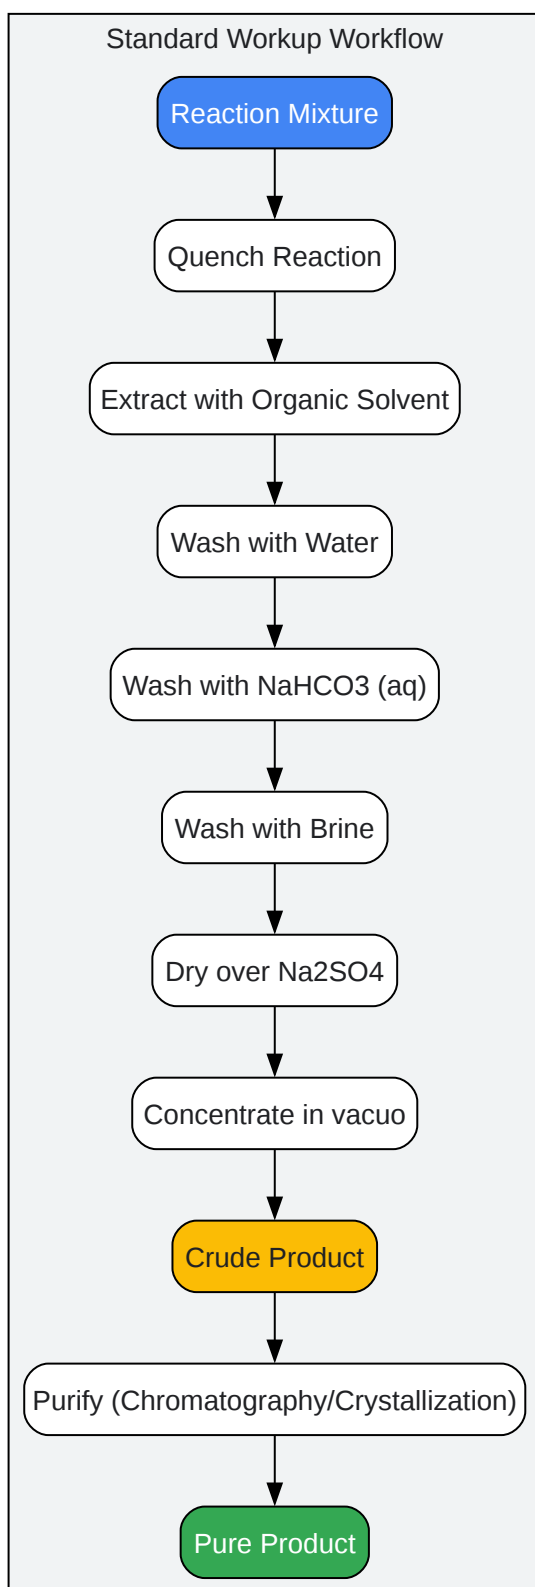 Standard Workup Workflow
Reaction Mixture
Quench Reaction
Extract with Organic Solvent
Wash with Water
Wash with NaHCO3 (aq)
Wash with Brine
Dry over Na2SO4
Concentrate in vacuo
Crude Product
Purify (Chromatography/Crystallization)
Pure Product